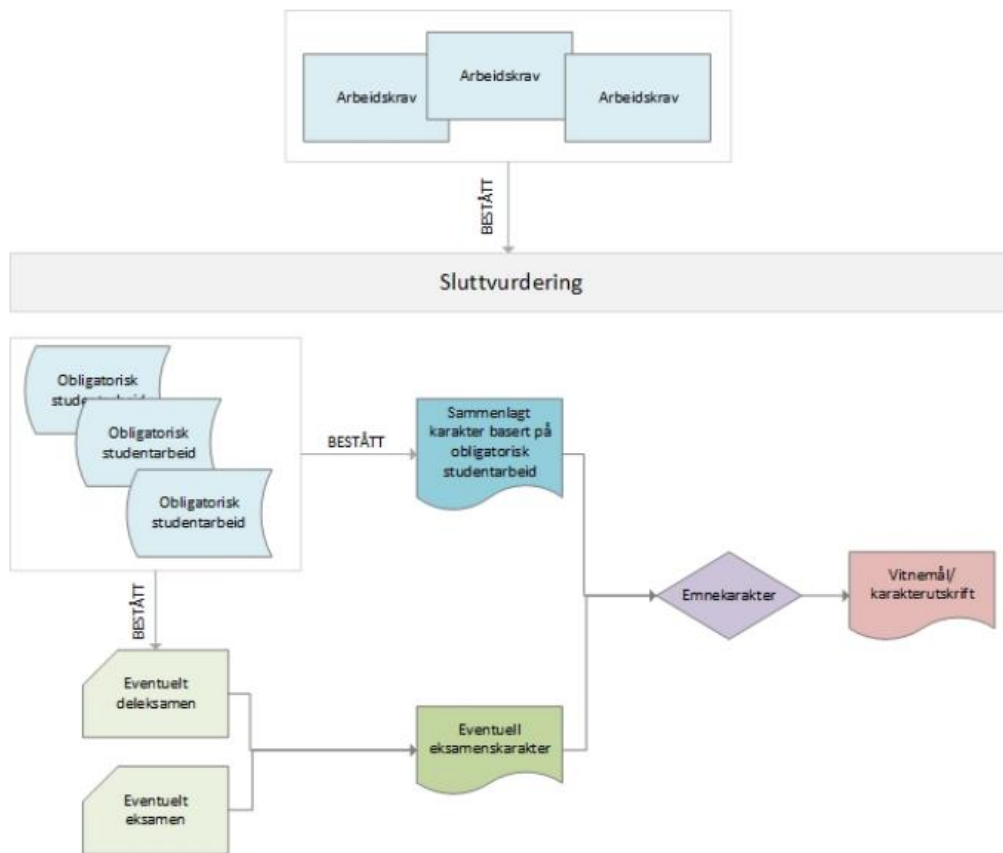 Arbeidskrav
Arbeidskrav
Arbeidskrav
BESTÅTT
Sluttvurdering
Obligatorisk
studentarbeid
Obligatorisk
studentarbeid
Obligatorisk
studentarbeid
BESTÅTT
Sammenlagt
karakter basert på
obligatorisk
studentarbeid
Emnekarakter
Vitnemål/
karakterutskrift
BESTÅTT
Eventuelt
deleksamen
Eventuell
eksamenskarakter
Eventuelt
eksamen